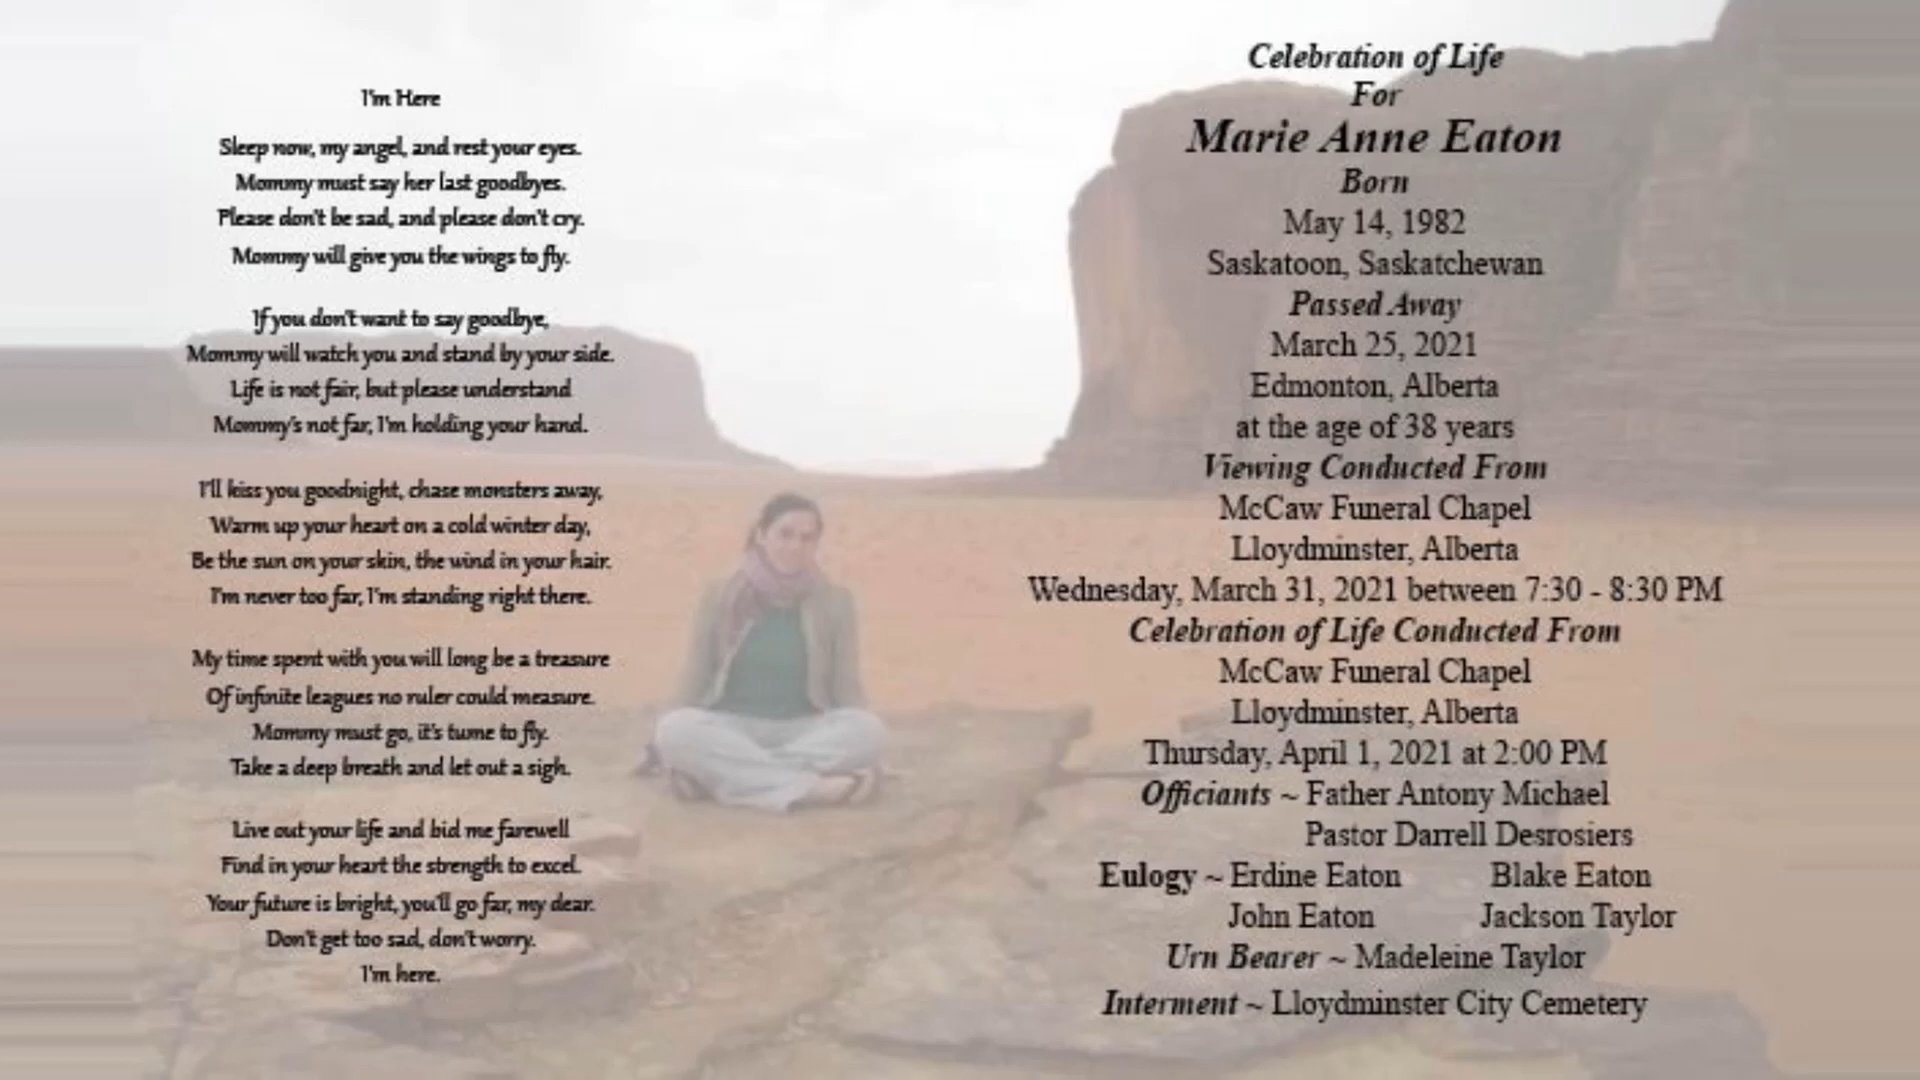 I'm Here
Sleep now, my angel, and rest your eyes.
Mommy must say her last goodbyes.
Please don't be sad, and please don't cry.
Mommy will give you the wings to fly.
If you don't want to say goodbye,
Mommy will watch you and stand by your side.
Life is not fair, but please understand
Mommy's not far, I'm holding your hand.
I'll kiss you goodnight, chase monsters away,
Warm up your heart on a cold winter day,
Be the sun on your skin, the wind in your hair.
I'm never too far, I'm standing right there.
My time spent with you will long be a treasure
Of infinite leagues no ruler could measure.
Mommy must go, it's tume to fly.
Take a deep breath and let out a sigh.
Live out your life and bid me farewell
Find in your heart the strength to excel.
Your future is bright, you'll go far, my dear.
Don't get too sad, don't worry.
I'm here.
Celebration of Life
For
Marie Anne Eaton
Born
May 14, 1982
Saskatoon, Saskatchewan
Passed Away
March 25, 2021
Edmonton, Alberta
at the age of 38 years
Viewing Conducted From
McCaw Funeral Chapel
Lloydminster, Alberta
Wednesday, March 31, 2021 between 7:30 - 8:30 PM
Celebration of Life Conducted From
McCaw Funeral Chapel
Lloydminster, Alberta
Thursday, April 1, 2021 at 2:00 PM
Officiants ~ Father Antony Michael
Pastor Darrell Desrosiers
Eulogy ~ Erdine Eaton Blake Eaton
John Eaton Jackson Taylor
Urn Bearer ~ Madeleine Taylor
Interment ~ Lloydminster City Cemetery